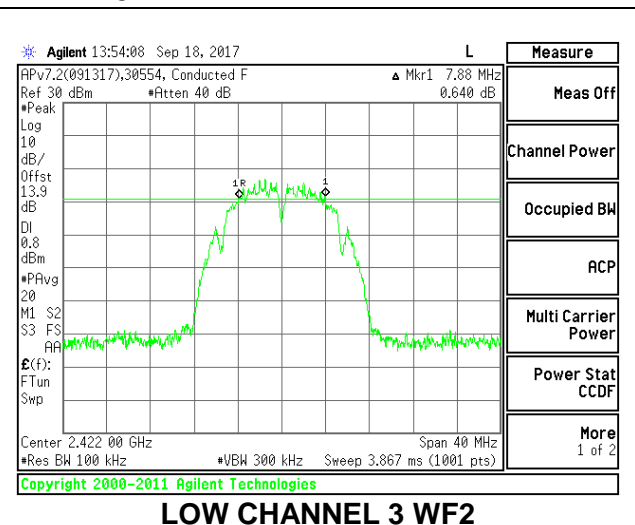 Agilent 13:54:08 Sep 18, 2017 L
APv7.2(091317),30554, Conducted F ▲ Mkr1 7.88 MHz
Ref 30 dBm #Atten 40 dB 0.640 dB
#Peak
Log
10
dB/
Offst
13.9
dB
DI
0.8
dBm
#PAvg
20
M1 S2
S3 FS
AA
£(f):
FTun
Swp
1R
1
Center 2.422 00 GHz Span 40 MHz
#Res BW 100 kHz #VBW 300 kHz Sweep 3.867 ms (1001 pts)
Copyright 2000-2011 Agilent Technologies
Measure
Meas Off
Channel Power
Occupied BW
ACP
Multi Carrier
Power
Power Stat
CCDF
More
1 of 2
LOW CHANNEL 3 WF2